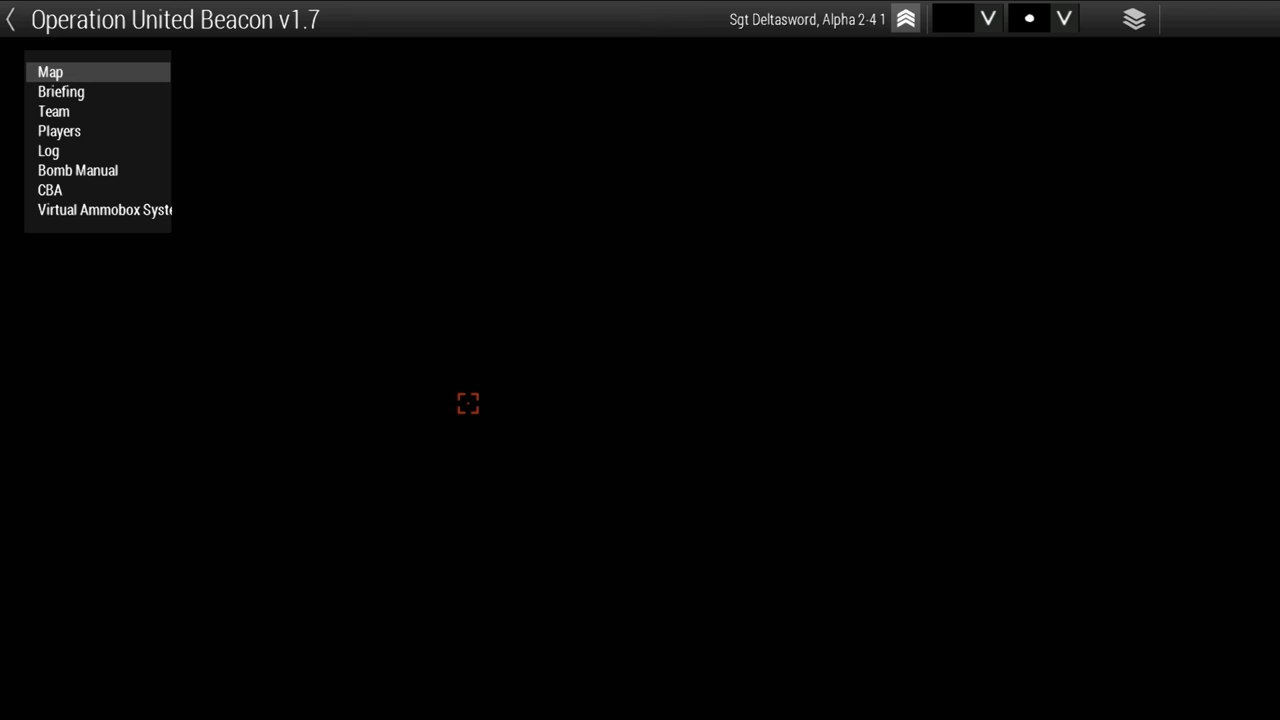 Operation United Beacon v1.7
Sgt Deltasword, Alpha 2-4 1
Map
Briefing
Team
Players
Log
Bomb Manual
CBA
Virtual Ammobox Syste